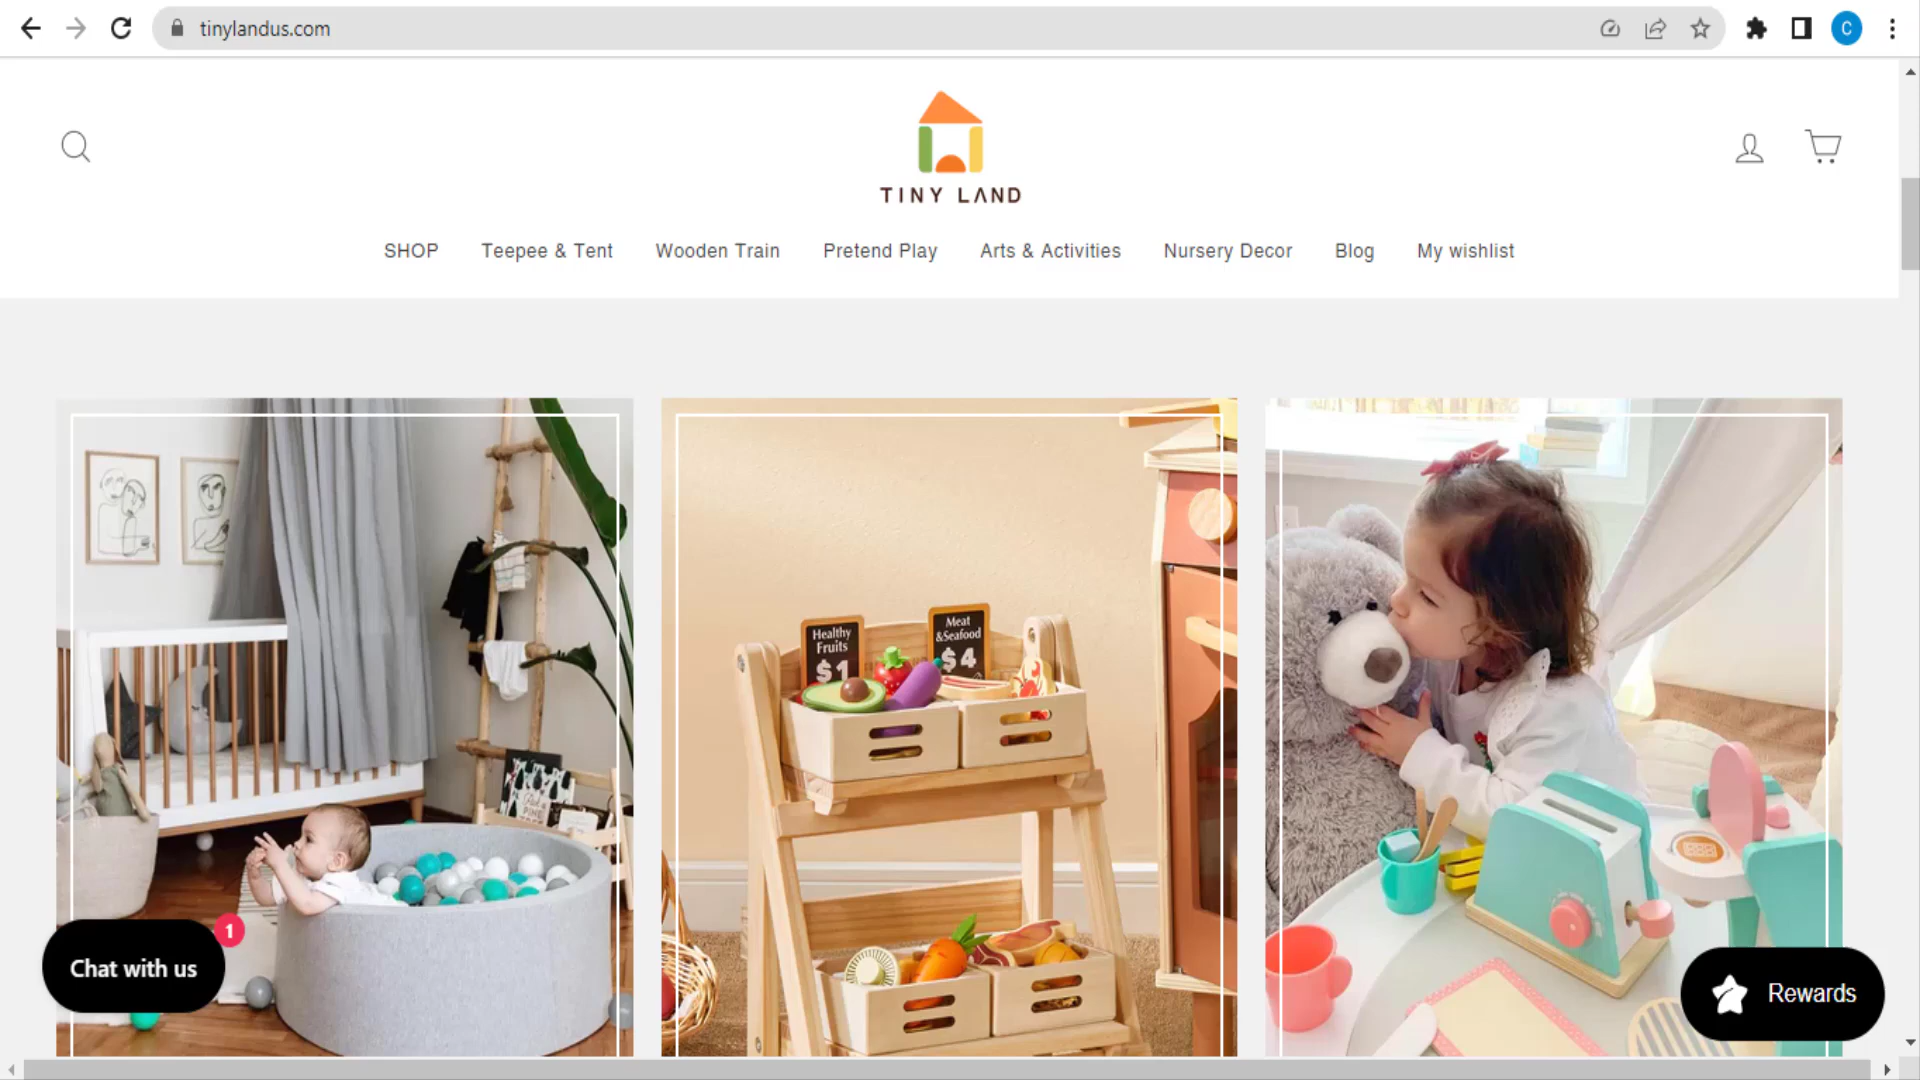 tinylandus.com
C
TINY LAND
SHOP
Teepee & Tent
Wooden Train
Pretend Play
Arts & Activities
Nursery Decor
Blog
My wishlist
Healthy
Fruits
$1
Meat
&Seafood
$4
1
Chat with us
Rewards